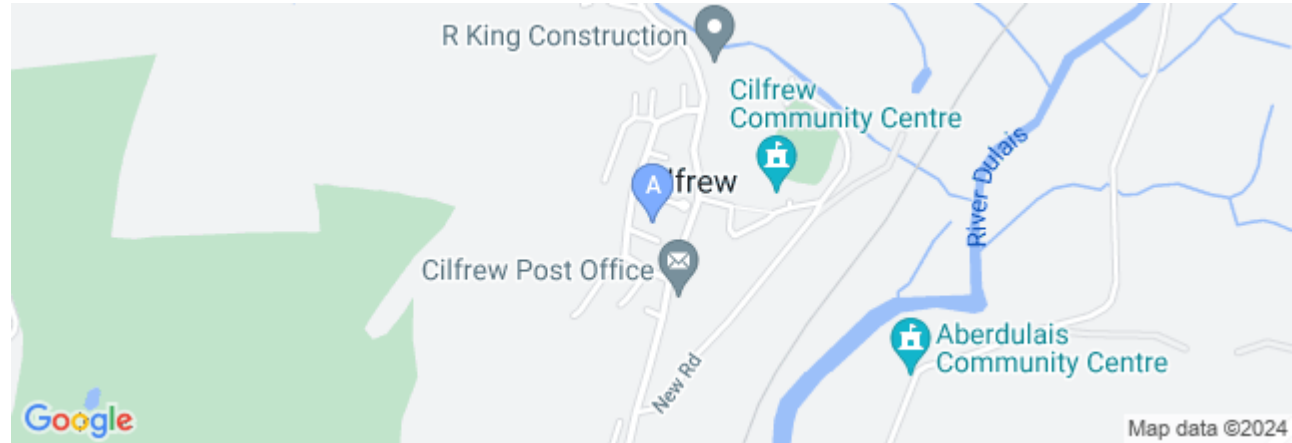 R King Construction
Cilfrew
Community Centre
A
lfrew
Cilfrew Post Office
River Dulais
Aberdulais
Community Centre
New Rd
Google
Map data ©2024